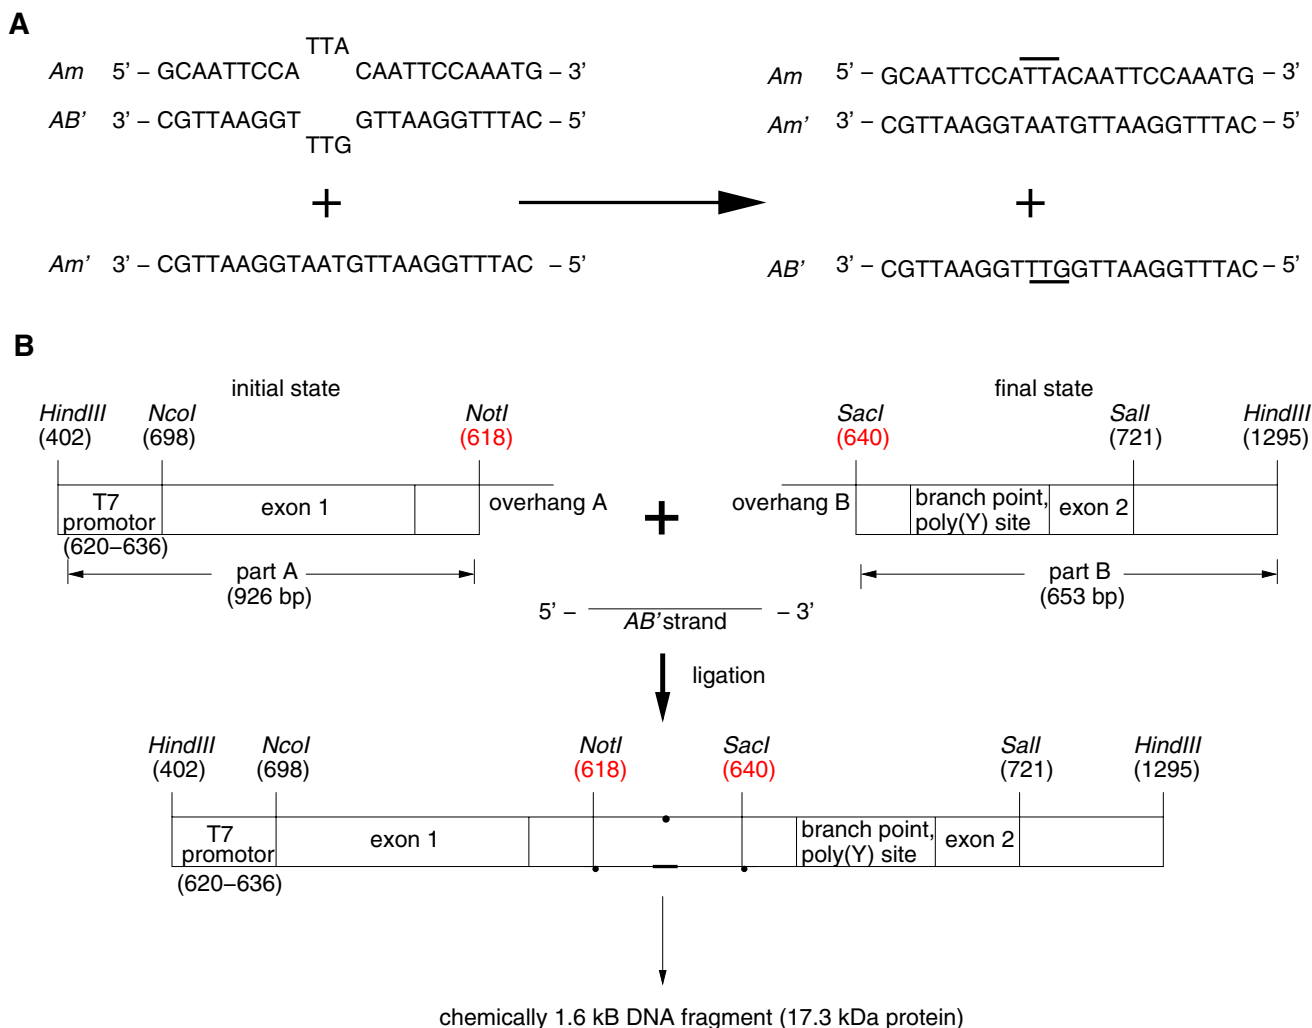 A
TTA
Am 5’ – GCAATTCCA CAATTCCAAATG – 3’
AB’ 3’ – CGTTAAGGT GTTAAGGTTTAC – 5’
TTG
+
Am’ 3’ – CGTTAAGGTAATGTTAAGGTTTAC – 5’
Am 5’ – GCAATTCCATTACAATTCCAAATG – 3’
Am’ 3’ – CGTTAAGGTAATGTTAAGGTTTAC – 5’
+
AB’ 3’ – CGTTAAGGTTTGGTTAAGGTTTAC – 5’
B
initial state
HindIII NcoI NotI
(402) (698) (618)
T7
promotor
exon 1
overhang A
(620–636)
part A
(926 bp)
+
final state
SacI SalI HindIII
(640) (721) (1295)
overhang B
branch point,
poly(Y) site
exon 2
part B
(653 bp)
5’ – – 3’
AB’ strand
ligation
HindIII NcoI NotI SacI SalI HindIII
(402) (698) (618) (640) (721) (1295)
T7
promotor
exon 1
branch point,
poly(Y) site
exon 2
(620–636)
chemically 1.6 kB DNA fragment (17.3 kDa protein)